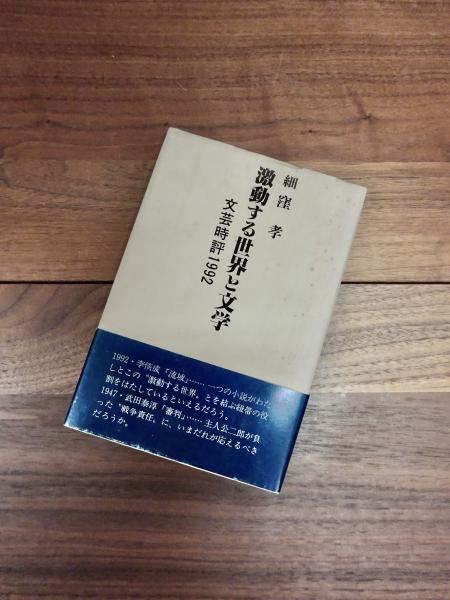 細窪 孝
激動する世界と文学
文芸時評1992
1992・李恢成「流域」……一つの小説がわた
しとこの“激動する世界〟とを結ぶ紐帯の役
割をはたしているといえるだろう。
1947・武田泰淳「審判」……主人公二郎が良
った“戦争責任〟に、いまだれが応えるべき
だろうか。